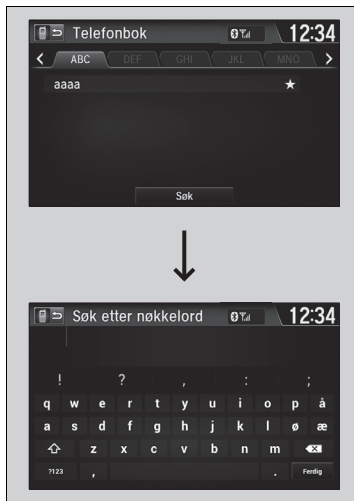 Telefonbok 12:34
ABC DEF GHI JKL MNO
aaaa
Søk
Søk etter nøkkelord 12:34
! ? , : ;
q w e r t y u i o p å
a s d f g h j k l ø æ
z x c v b n m
?123 , . Ferdig